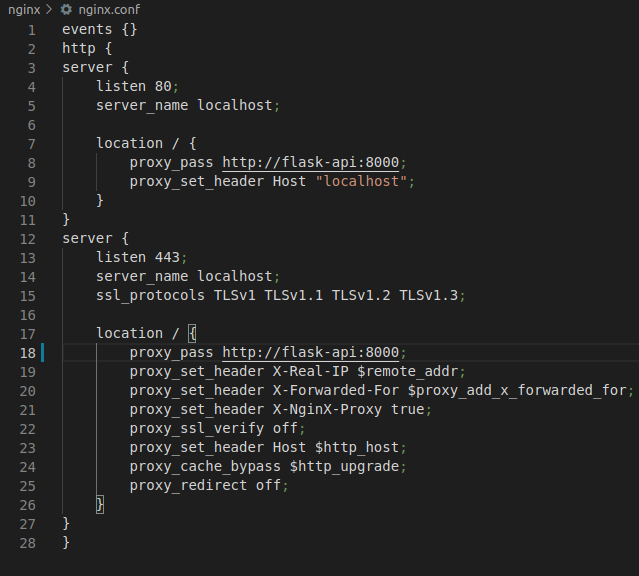 nginx > nginx.conf
1 events {}
2 http {
3 server {
4 listen 80;
5 server_name localhost;
6
7 location / {
8 proxy_pass http://flask-api:8000;
9 proxy_set_header Host "localhost";
10 }
11 }
12 server {
13 listen 443;
14 server_name localhost;
15 ssl_protocols TLSv1 TLSv1.1 TLSv1.2 TLSv1.3;
16
17 location / {
18 proxy_pass http://flask-api:8000;
19 proxy_set_header X-Real-IP $remote_addr;
20 proxy_set_header X-Forwarded-For $proxy_add_x_forwarded_for;
21 proxy_set_header X-NginX-Proxy true;
22 proxy_ssl_verify off;
23 proxy_set_header Host $http_host;
24 proxy_cache_bypass $http_upgrade;
25 proxy_redirect off;
26 }
27 }
28 }